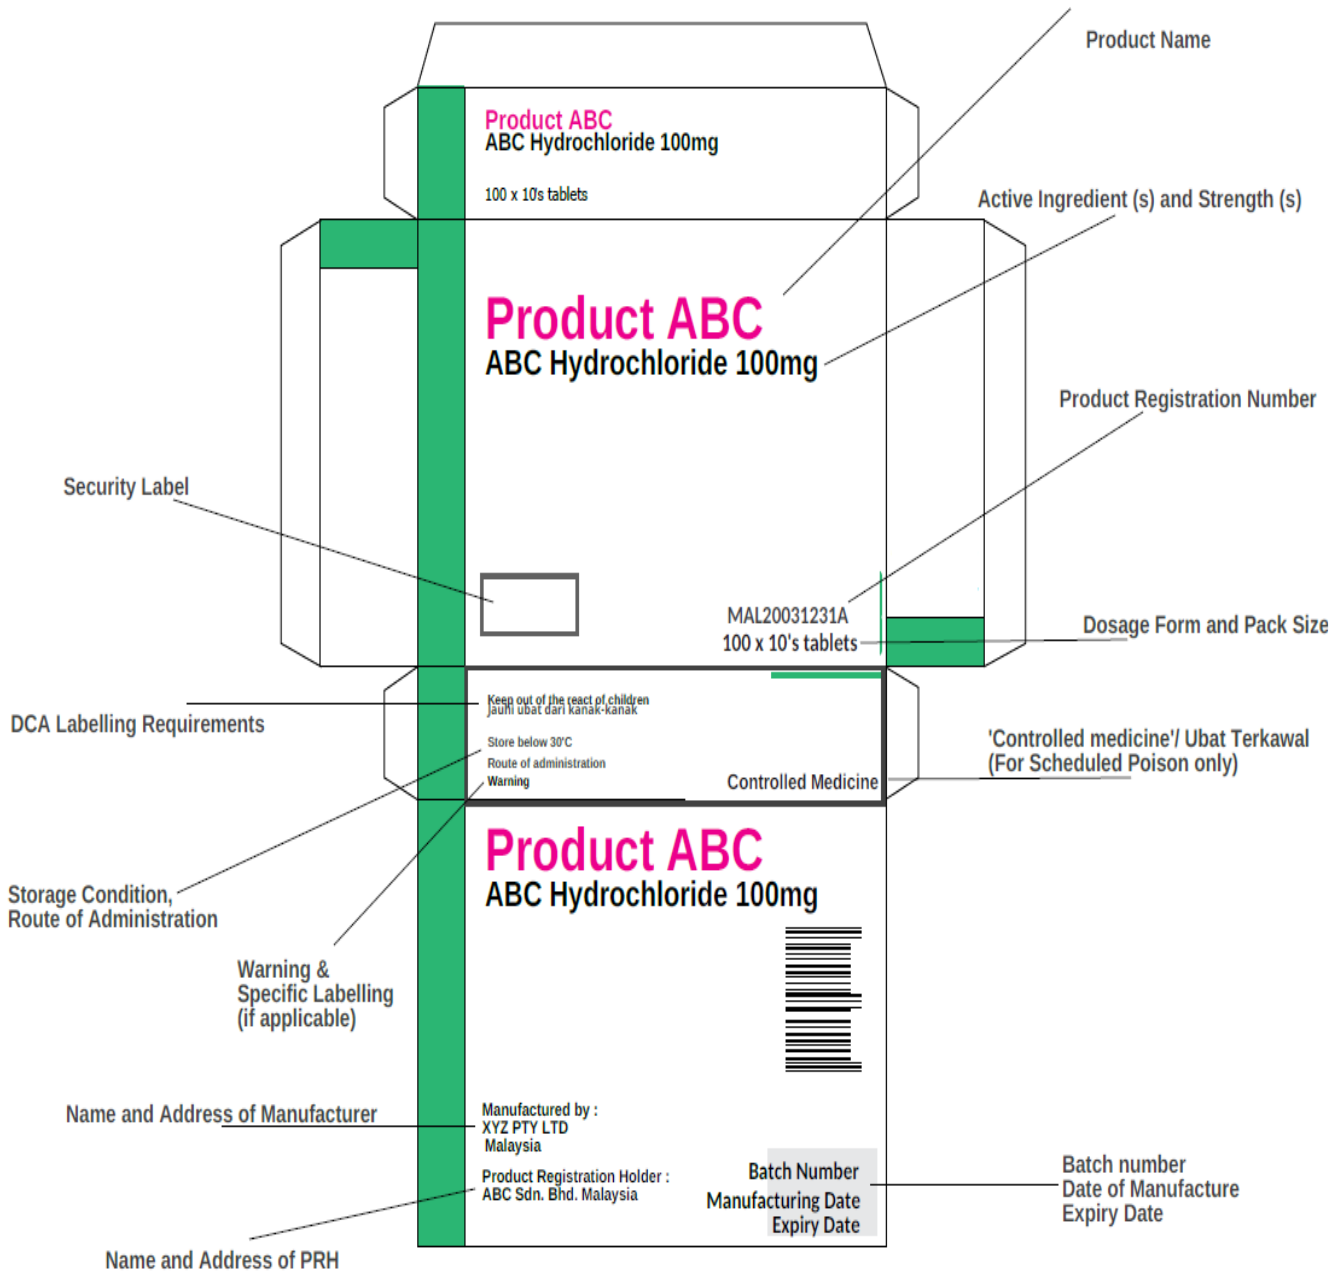 Product Name
Product ABC
ABC Hydrochloride 100mg
100 x 10's tablets
Active Ingredient (s) and Strength (s)
Product ABC
ABC Hydrochloride 100mg
Product Registration Number
Security Label
MAL20031231A
100 x 10's tablets
Dosage Form and Pack Size
Keep out of the react of children
Jauhi ubat dari kanak-kanak
DCA Labelling Requirements
Store below 30'C
Route of administration
Warning
Controlled Medicine
'Controlled medicine'/ Ubat Terkawal
(For Scheduled Poison only)
Product ABC
ABC Hydrochloride 100mg
Storage Condition,
Route of Administration
Warning &
Specific Labelling
(if applicable)
Name and Address of Manufacturer
Manufactured by :
XYZ PTY LTD
Malaysia
Product Registration Holder :
ABC Sdn. Bhd. Malaysia
Batch Number
Manufacturing Date
Expiry Date
Batch number
Date of Manufacture
Expiry Date
Name and Address of PRH